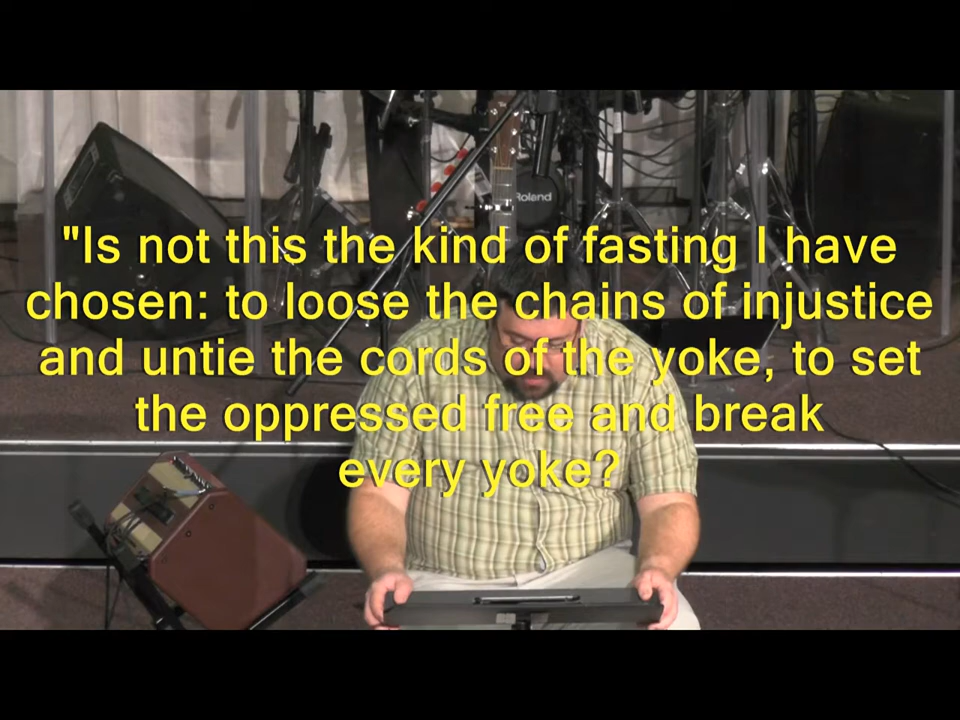 Roland
"Is not this the kind of fasting I have
chosen: to loose the chains of injustice
and untie the cords of the yoke, to set
the oppressed free and break
every yoke?